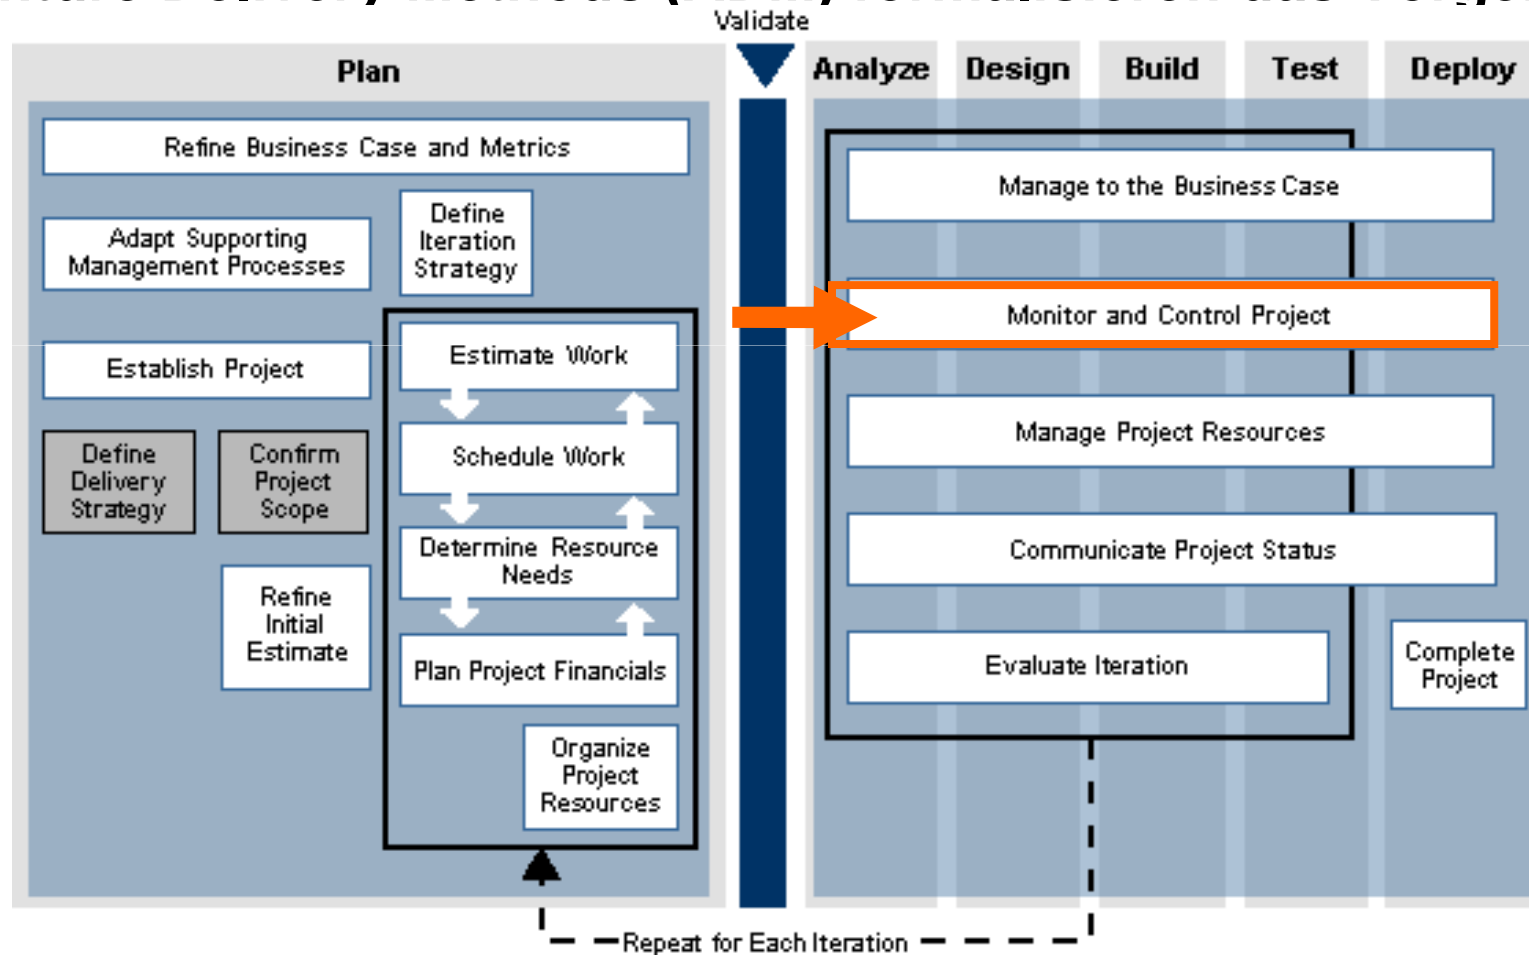 Validate
Plan
Analyze
Design
Build
Test
Deploy
Refine Business Case and Metrics
Adapt Supporting
Management Processes
Define
Iteration
Strategy
Establish Project
Define
Delivery
Strategy
Confirm
Project
Scope
Refine
Initial
Estimate
Estimate Work
Schedule Work
Determine Resource
Needs
Plan Project Financials
Organize
Project
Resources
Manage to the Business Case
Monitor and Control Project
Manage Project Resources
Communicate Project Status
Evaluate Iteration
Complete
Project
Repeat for Each Iteration